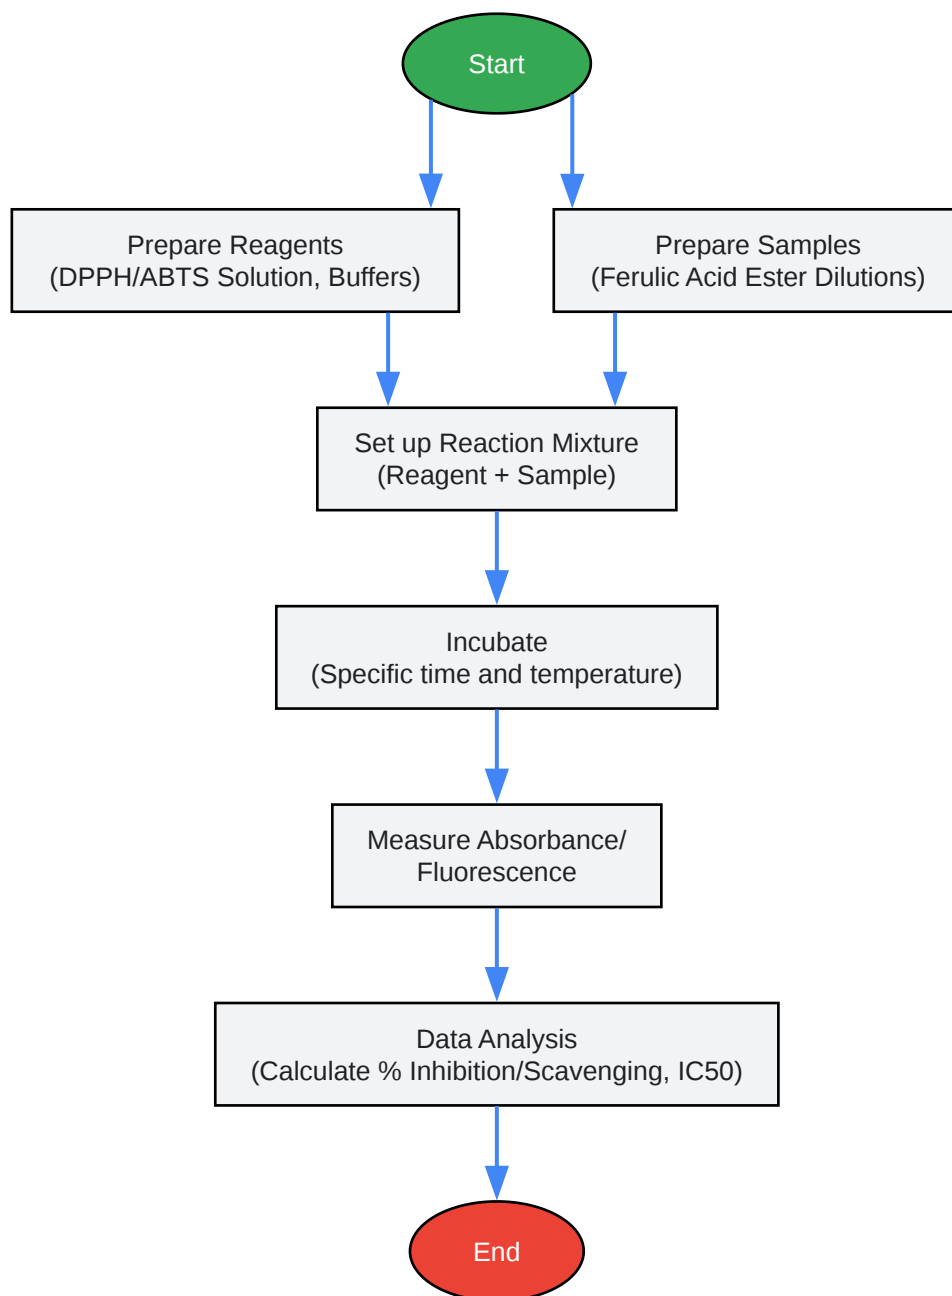 Start
Prepare Reagents
(DPPH/ABTS Solution, Buffers)
Prepare Samples
(Ferulic Acid Ester Dilutions)
Set up Reaction Mixture
(Reagent + Sample)
Incubate
(Specific time and temperature)
Measure Absorbance/
Fluorescence
Data Analysis
(Calculate % Inhibition/Scavenging, IC50)
End